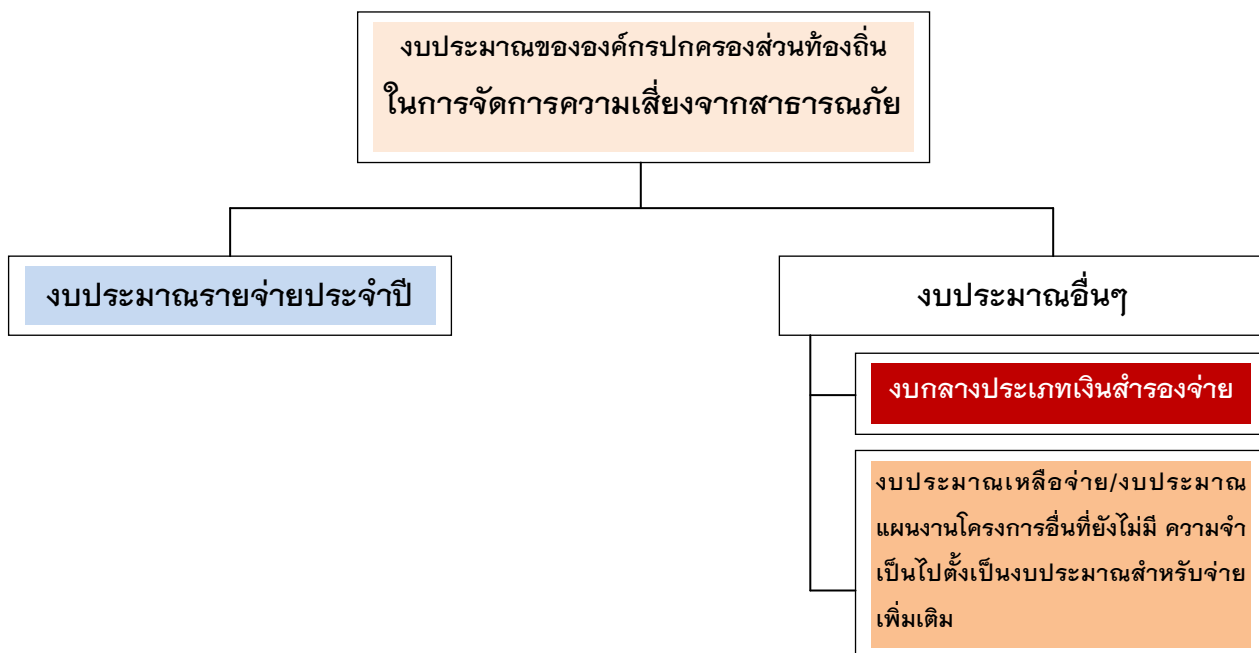 งบประมาณขององค์กรปกครองส่วนท้องถิ่น
ในการจัดการความเสี่ยงจากสาธารณภัย
งบประมาณรายจ่ายประจำปี
งบประมาณอื่นๆ
งบกลางประเภทเงินสำรองจ่าย
งบประมาณเหลือจ่าย/งบประมาณ
แผนงานโครงการอื่นที่ยังไม่มี ความจำ
เป็นไปตั้งเป็นงบประมาณสำหรับจ่าย
เพิ่มเติม